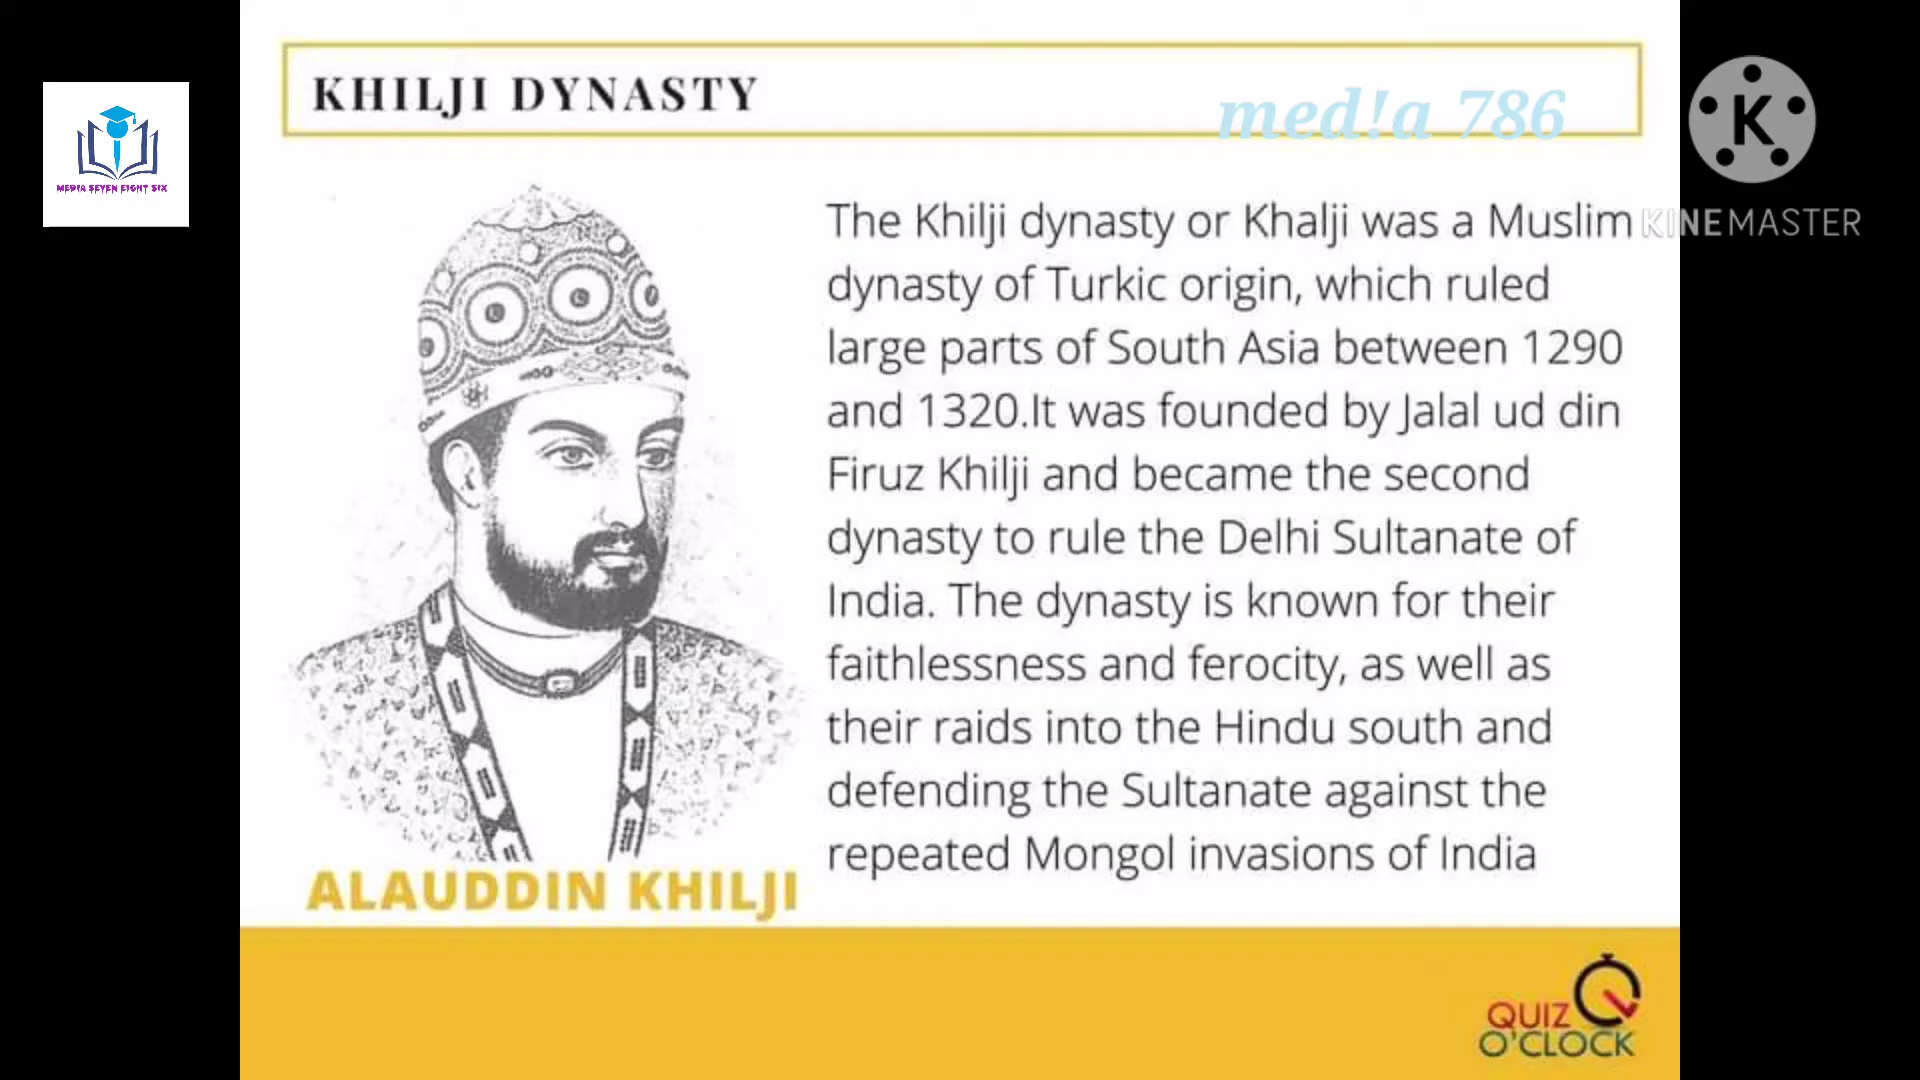 KHILJI DYNASTY
med!a 786
K
MEDIA SEVEN EIGHT SIX
KINEMASTER
The Khilji dynasty or Khalji was a Muslim
dynasty of Turkic origin, which ruled
large parts of South Asia between 1290
and 1320.It was founded by Jalal ud din
Firuz Khilji and became the second
dynasty to rule the Delhi Sultanate of
India. The dynasty is known for their
faithlessness and ferocity, as well as
their raids into the Hindu south and
defending the Sultanate against the
repeated Mongol invasions of India
ALAUDDIN KHILJI
QUIZ
O'CLOCK